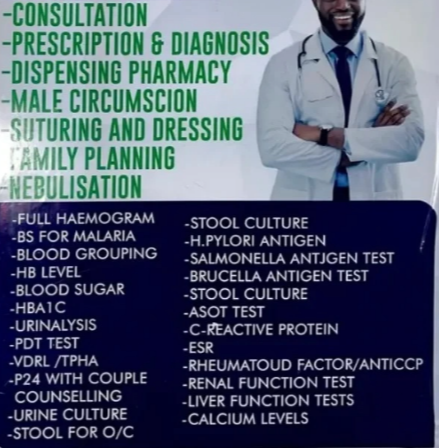 -CONSULTATION
-PRESCRIPTION & DIAGNOSIS
-DISPENSING PHARMACY
-MALE CIRCUMSCION
-SUTURING AND DRESSING
FAMILY PLANNING
-NEBULISATION
-FULL HAEMOGRAM
-BS FOR MALARIA
-BLOOD GROUPING
-HB LEVEL
-BLOOD SUGAR
-HBA1C
-URINALYSIS
-PDT TEST
-VDRL /TPHA
-P24 WITH COUPLE
COUNSELLING
-URINE CULTURE
-STOOL FOR O/C
-STOOL CULTURE
-H.PYLORI ANTIGEN
-SALMONELLA ANTJGEN TEST
-BRUCELLA ANTIGEN TEST
-STOOL CULTURE
-ASOT TEST
-C-REACTIVE PROTEIN
-ESR
-RHEUMATOUD FACTOR/ANTICCP
-RENAL FUNCTION TEST
-LIVER FUNCTION TESTS
-CALCIUM LEVELS